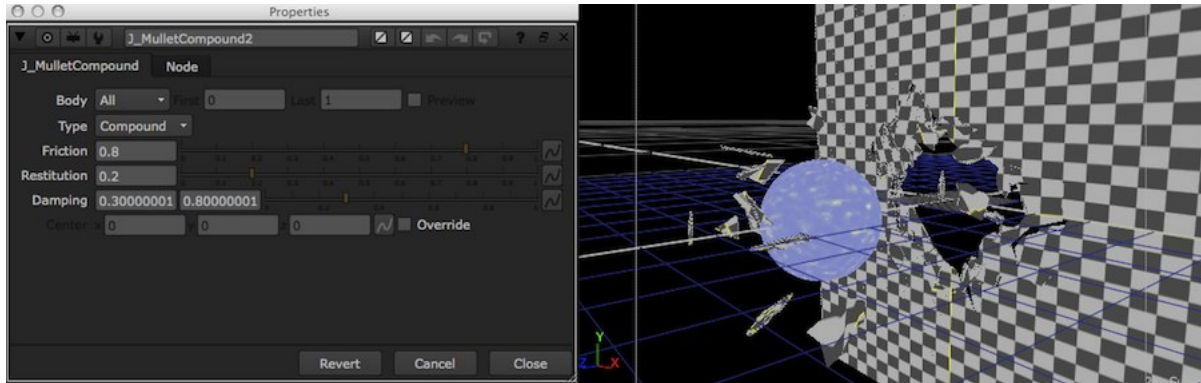 Properties
J_MulletCompound2 ?
J_MulletCompound Node
Body All First 0 Last 1 Preview
Type Compound
Friction 0.8
Restitution 0.2
Damping 0.30000001 0.80000001
Center x 0 y 0 z 0 Override
Revert Cancel Close
Y
Z X